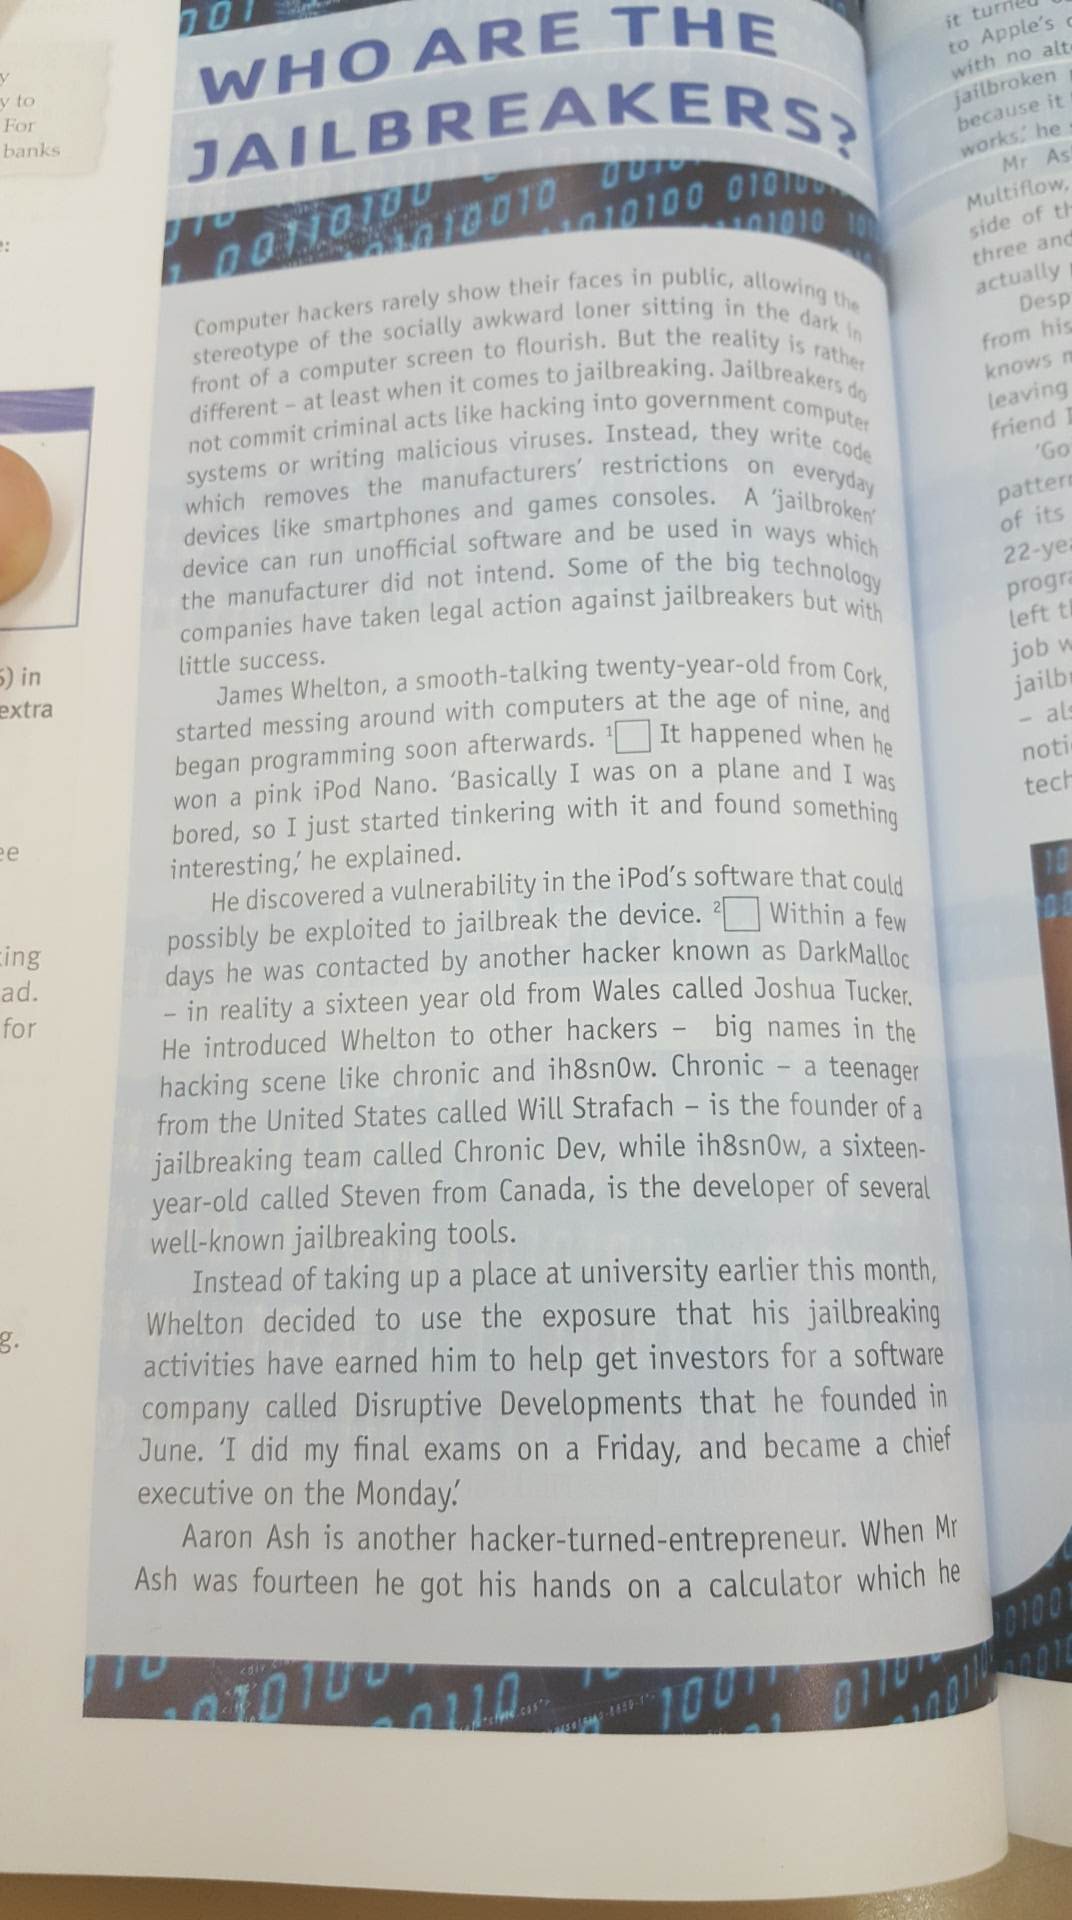 WHO ARE THE
JAILBREAKERS?
Computer hackers rarely show their faces in public, allowing the
stereotype of the socially awkward loner sitting in the dark in
front of a computer screen to flourish. But the reality is rather
different – at least when it comes to jailbreaking. Jailbreakers do
not commit criminal acts like hacking into government computer
systems or writing malicious viruses. Instead, they write code
which removes the manufacturers' restrictions on everyday
devices like smartphones and games consoles. A 'jailbroken'
device can run unofficial software and be used in ways which
the manufacturer did not intend. Some of the big technology
companies have taken legal action against jailbreakers but with
little success.
James Whelton, a smooth-talking twenty-year-old from Cork,
started messing around with computers at the age of nine, and
began programming soon afterwards. 1 It happened when he
won a pink iPod Nano. 'Basically I was on a plane and I was
bored, so I just started tinkering with it and found something
interesting,' he explained.
He discovered a vulnerability in the iPod's software that could
possibly be exploited to jailbreak the device. 2 Within a few
days he was contacted by another hacker known as DarkMalloc
– in reality a sixteen year old from Wales called Joshua Tucker.
He introduced Whelton to other hackers – big names in the
hacking scene like chronic and ih8sn0w. Chronic – a teenager
from the United States called Will Strafach – is the founder of a
jailbreaking team called Chronic Dev, while ih8sn0w, a sixteen-
year-old called Steven from Canada, is the developer of several
well-known jailbreaking tools.
Instead of taking up a place at university earlier this month,
Whelton decided to use the exposure that his jailbreaking
activities have earned him to help get investors for a software
company called Disruptive Developments that he founded in
June. 'I did my final exams on a Friday, and became a chief
executive on the Monday.'
Aaron Ash is another hacker-turned-entrepreneur. When Mr
Ash was fourteen he got his hands on a calculator which he
y to
For
banks
in
extra
ad.
for
g.
it turned
to Apple's
with no
jailbroken
because it
works,' he
Mr
Multiflow,
side of
three and
actually
from his
knows
leaving
friend
of its
left
job